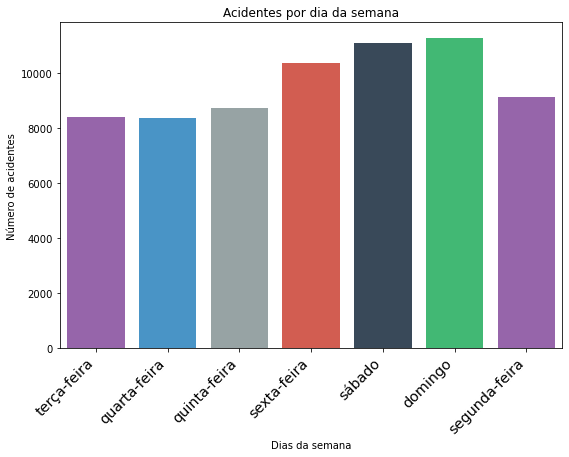 Acidentes por dia da semana
Número de acidentes
10000
8000
6000
4000
2000
0
terça-feira
quarta-feira
quinta-feira
sexta-feira
sábado
domingo
segunda-feira
Dias da semana